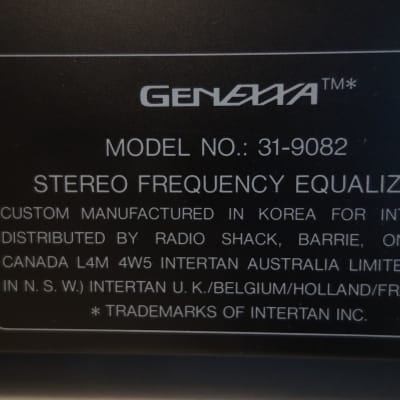 GENEXXA™*
MODEL NO.: 31-9082
STEREO FREQUENCY EQUALIZ
CUSTOM MANUFACTURED IN KOREA FOR INT
DISTRIBUTED BY RADIO SHACK, BARRIE, ON
CANADA L4M 4W5 INTERTAN AUSTRALIA LIMITE
IN N. S. W.) INTERTAN U. K./BELGIUM/HOLLAND/FR
* TRADEMARKS OF INTERTAN INC.